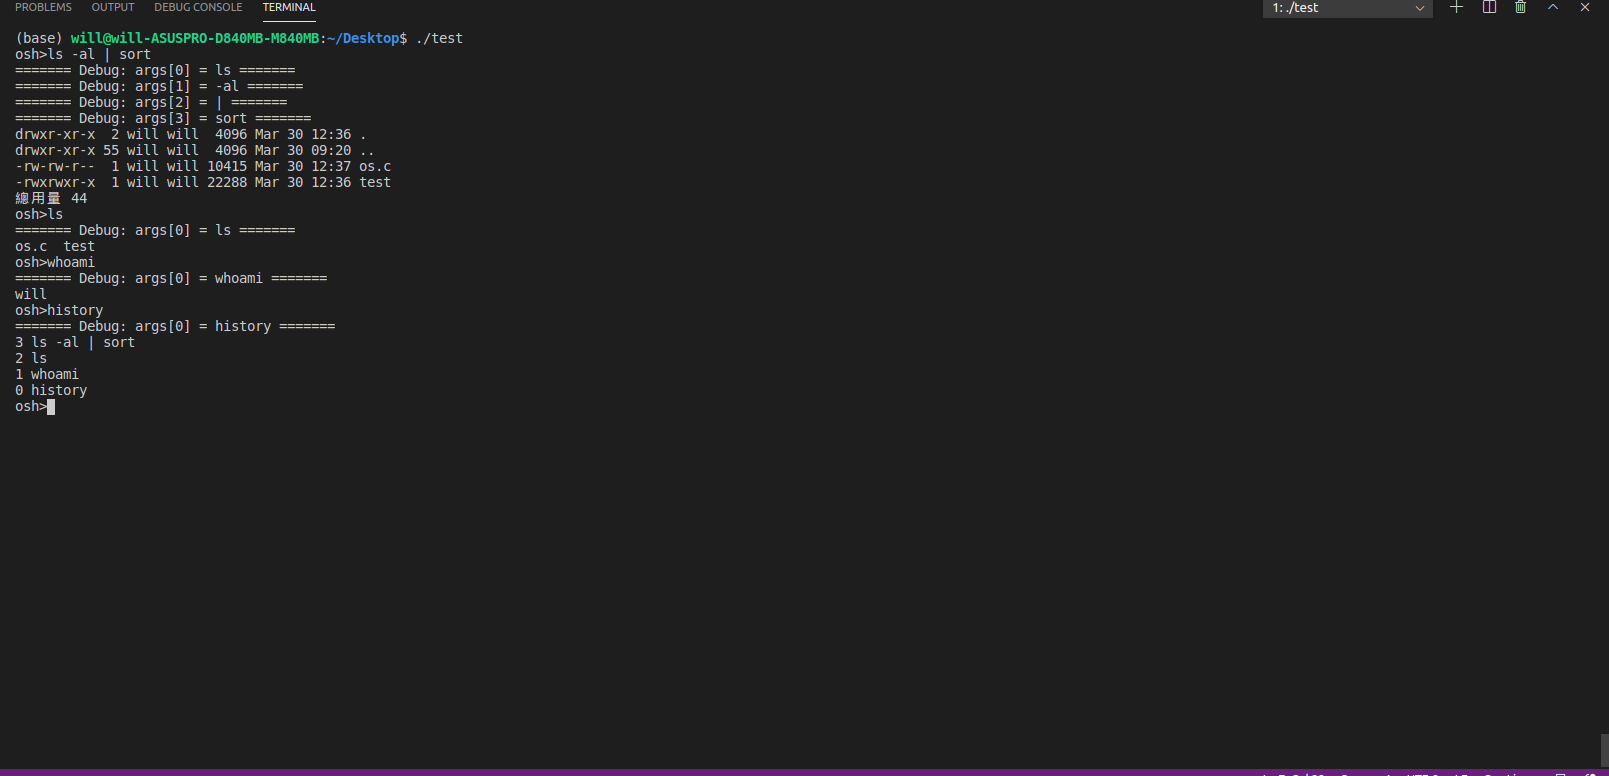 PROBLEMS OUTPUT DEBUG CONSOLE TERMINAL 1: ./test
(base) will@will-ASUSPRO-D840MB-M840MB:~/Desktop$ ./test
osh>ls -al | sort
======= Debug: args[0] = ls =======
======= Debug: args[1] = -al =======
======= Debug: args[2] = | =======
======= Debug: args[3] = sort =======
drwxr-xr-x  2 will will  4096 Mar 30 12:36 .
drwxr-xr-x 55 will will  4096 Mar 30 09:20 ..
-rw-rw-r--  1 will will 10415 Mar 30 12:37 os.c
-rwxrwxr-x  1 will will 22288 Mar 30 12:36 test
總用量 44
osh>ls
======= Debug: args[0] = ls =======
os.c  test
osh>whoami
======= Debug: args[0] = whoami =======
will
osh>history
======= Debug: args[0] = history =======
3 ls -al | sort
2 ls
1 whoami
0 history
osh>